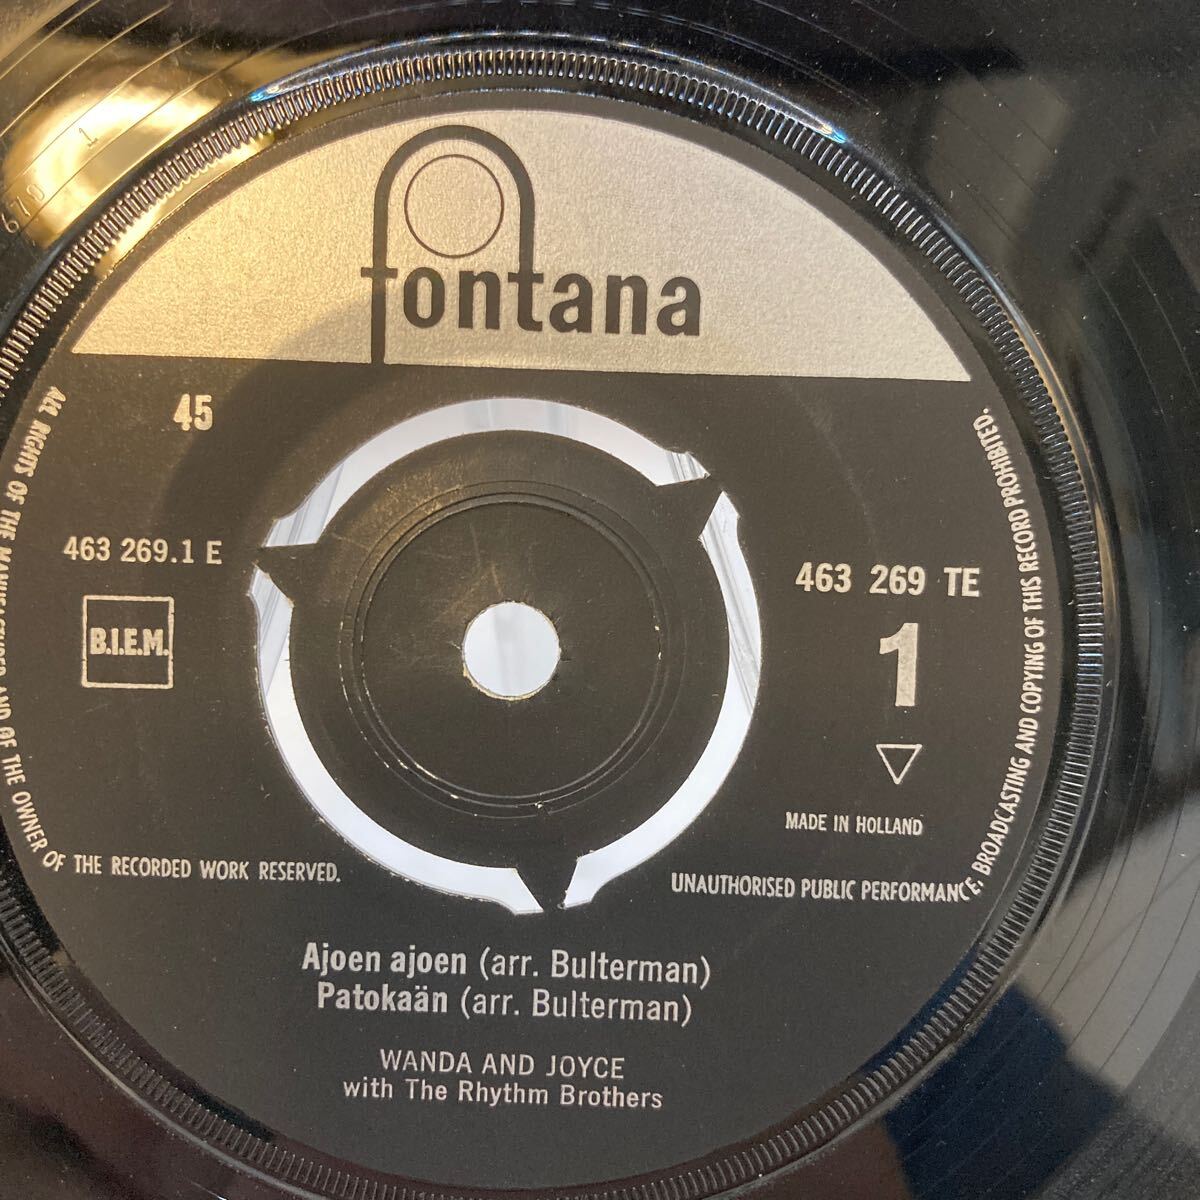 fontana
45
463 269.1 E
B.I.E.M.
463 269 TE
1
MADE IN HOLLAND
ALL RIGHTS OF THE MANUFACTURER AND OF THE OWNER OF THE RECORDED WORK RESERVED.
UNAUTHORISED PUBLIC PERFORMANCE, BROADCASTING AND COPYING OF THIS RECORD PROHIBITED.
Ajoen ajoen (arr. Bulterman)
Patokaän (arr. Bulterman)
WANDA AND JOYCE
with The Rhythm Brothers
670 1